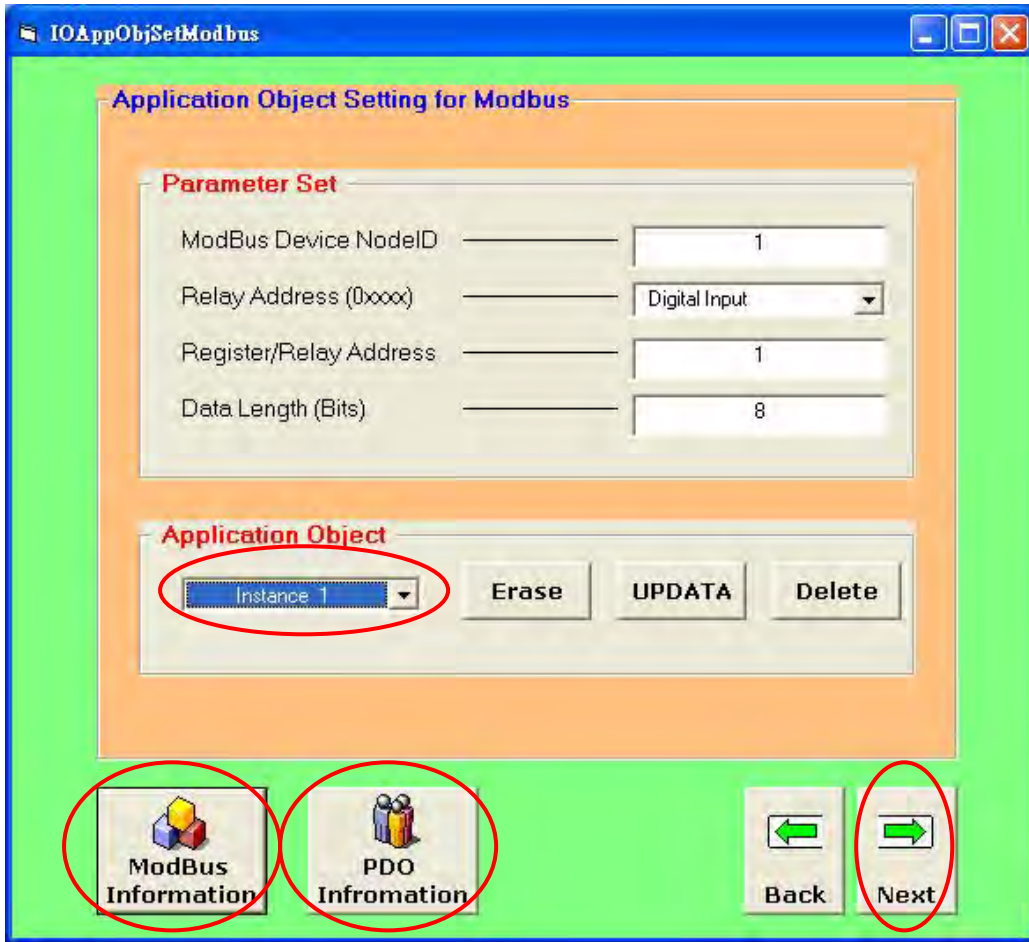 IOAppObjSetModbus
Application Object Setting for Modbus
Parameter Set
ModBus Device NodeID 1
Relay Address (0xxxx) Digital Input
Register/Relay Address 1
Data Length (Bits) 8
Application Object
Instance 1 Erase UPDATA Delete
ModBus
Information
PDO
Infromation
Back
Next